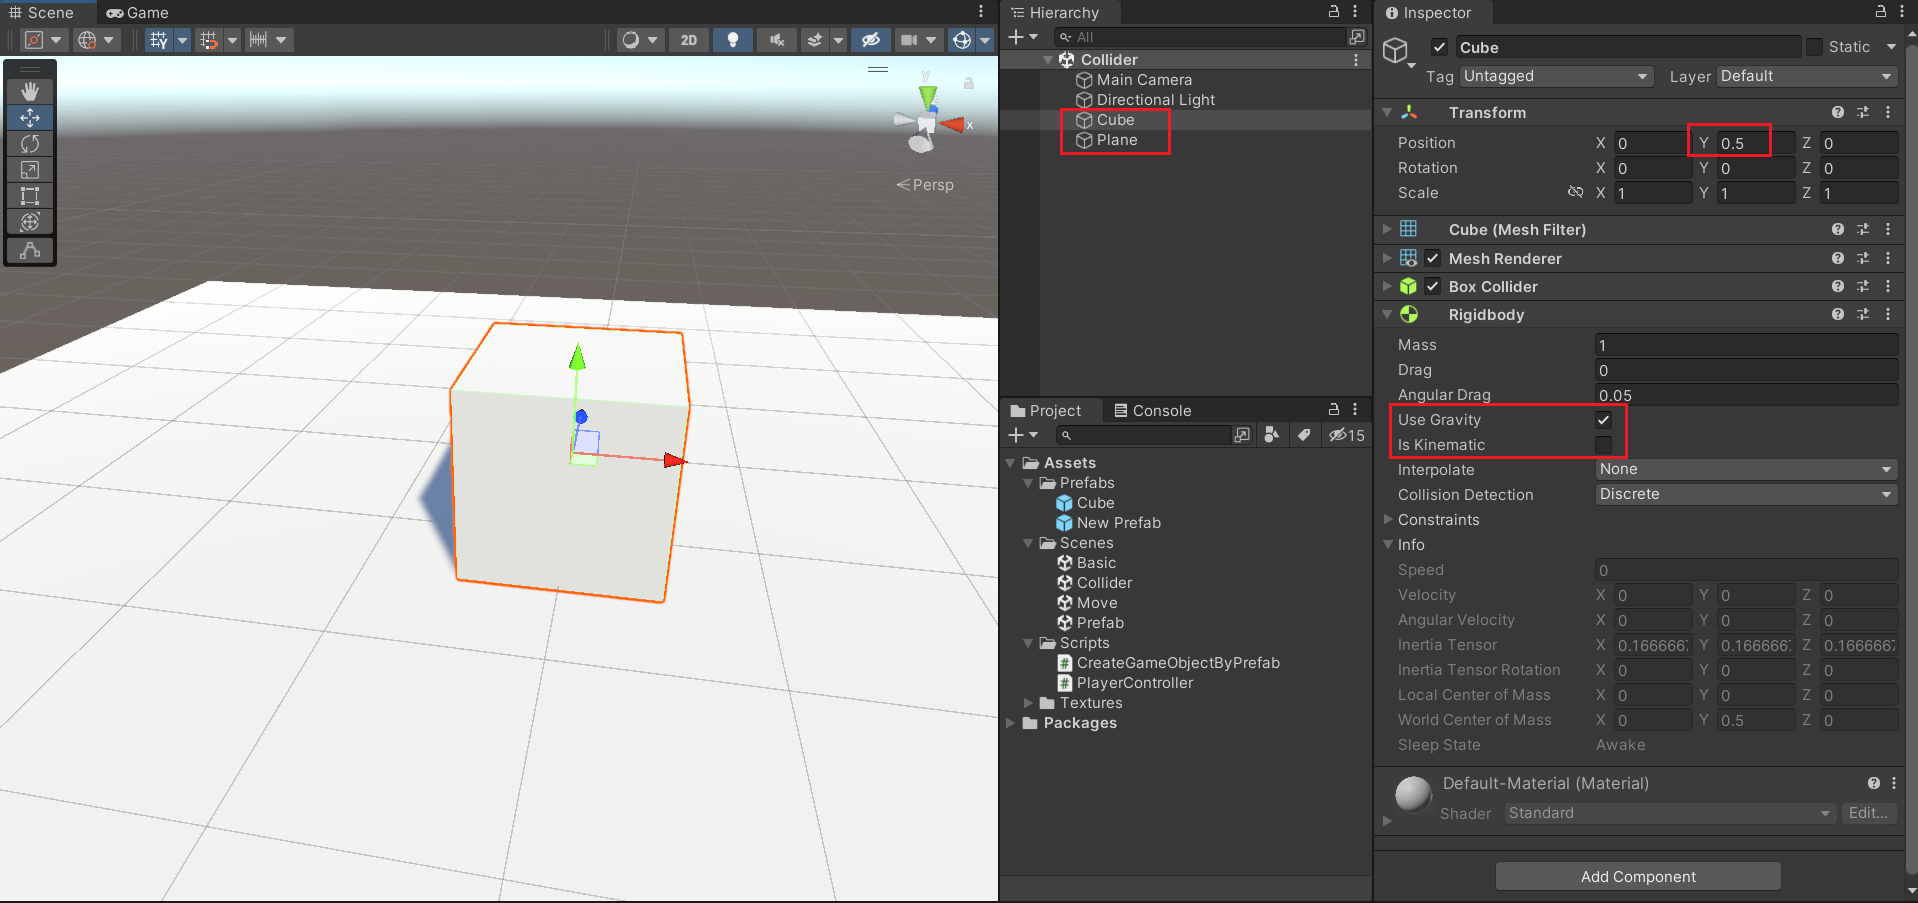 Scene
Game
2D
y
x
Persp
Hierarchy
All
Collider
Main Camera
Directional Light
Cube
Plane
Project
Console
15
Assets
Prefabs
Cube
New Prefab
Scenes
Basic
Collider
Move
Prefab
Scripts
CreateGameObjectByPrefab
PlayerController
Textures
Packages
Inspector
Cube
Static
Tag Untagged Layer Default
Transform
Position X 0 Y 0.5 Z 0
Rotation X 0 Y 0 Z 0
Scale X 1 Y 1 Z 1
Cube (Mesh Filter)
Mesh Renderer
Box Collider
Rigidbody
Mass 1
Drag 0
Angular Drag 0.05
Use Gravity
Is Kinematic
Interpolate None
Collision Detection Discrete
Constraints
Info
Speed 0
Velocity X 0 Y 0 Z 0
Angular Velocity X 0 Y 0 Z 0
Inertia Tensor X 0.1666667 Y 0.1666667 Z 0.1666667
Inertia Tensor Rotation X 0 Y 0 Z 0
Local Center of Mass X 0 Y 0 Z 0
World Center of Mass X 0 Y 0.5 Z 0
Sleep State Awake
Default-Material (Material)
Shader Standard Edit...
Add Component